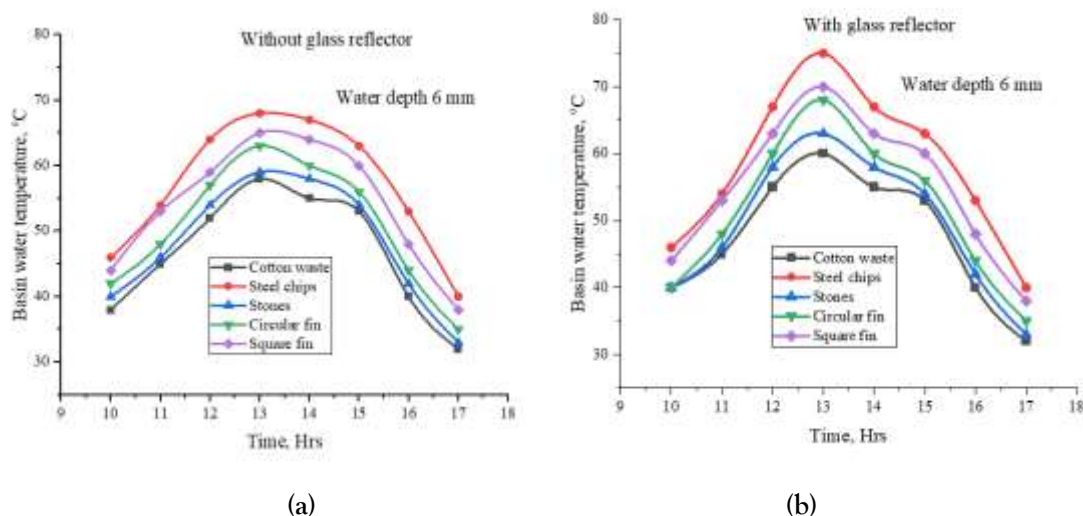 Without glass reflector
Water depth 6 mm
Basin water temperature, °C
80
70
60
50
40
30
Cotton waste
Steel chips
Stones
Circular fin
Square fin
9 10 11 12 13 14 15 16 17 18
Time, Hrs
(a)
With glass reflector
Water depth 6 mm
Basin water temperature, °C
80
70
60
50
40
30
Cotton waste
Steel chips
Stones
Circular fin
Square fin
9 10 11 12 13 14 15 16 17 18
Time, Hrs
(b)